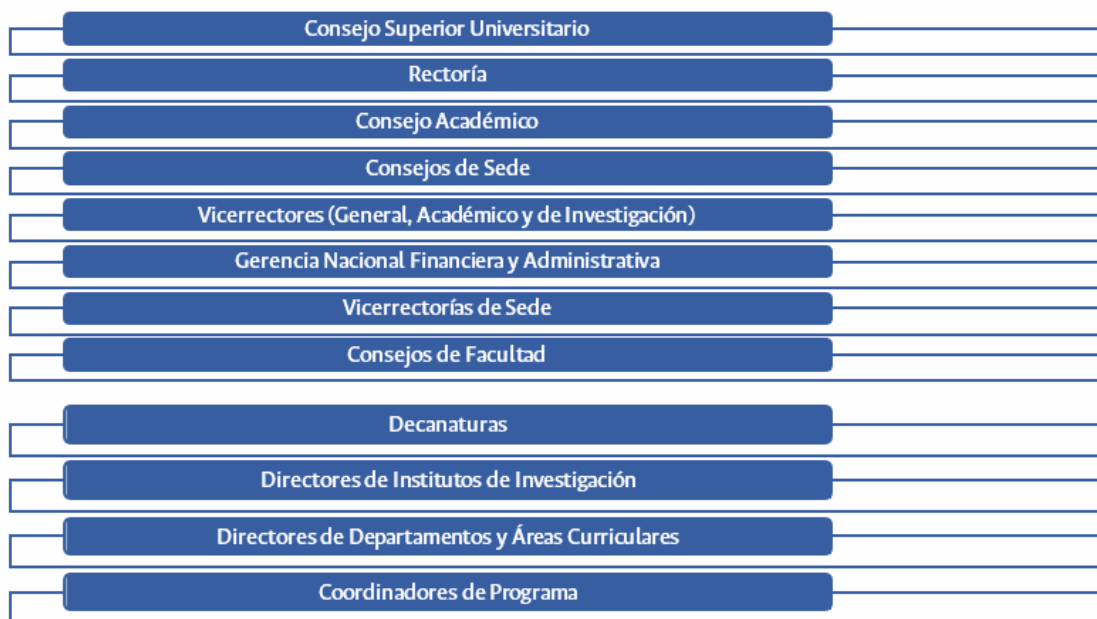 Consejo Superior Universitario
Rectoría
Consejo Académico
Consejos de Sede
Vicerrectores (General, Académico y de Investigación)
Gerencia Nacional Financiera y Administrativa
Vicerrectorías de Sede
Consejos de Facultad
Decanaturas
Directores de Institutos de Investigación
Directores de Departamentos y Áreas Curriculares
Coordinadores de Programa